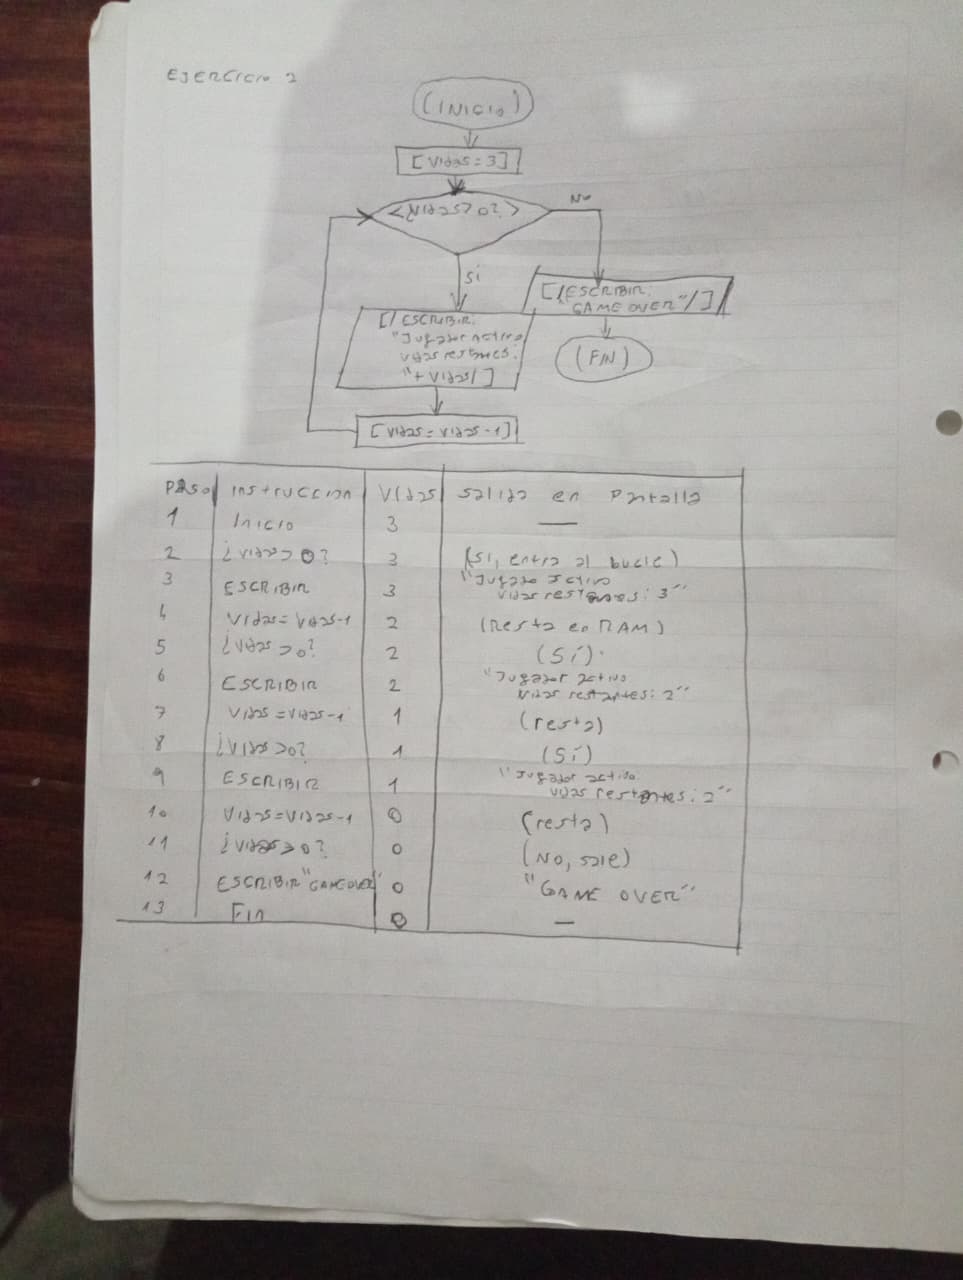 EJERCICIO 2
(INICIO)
[Vidas=3]
<¿Vidas>0?>
NO
Sí
[/ESCRIBIR:
"GAME OVER"/]
(FIN)
[/ESCRIBIR:
"Jugador Activo
vidas restantes:
"+Vidas/]
[Vidas=Vidas-1]
PASO Instruccion Vidas Salida en Pantalla
1 Inicio 3 —
2 ¿Vidas>0? 3 (Sí, entra al bucle)
3 ESCRIBIR 3 "Jugado activo
Vidas restantes: 3"
4 Vidas=Vidas-1 2 (Resta en RAM)
5 ¿Vidas>0? 2 (Sí).
6 ESCRIBIR 2 "Jugador activo
Vidas restantes: 2"
7 Vidas=Vidas-1 1 (resta)
8 ¿Vidas>0? 1 (Sí)
9 ESCRIBIR 1 "Jugador activo
vidas restantes: 2"
10 Vidas=Vidas-1 0 (resta)
11 ¿Vidas>0? 0 (NO, sale)
12 ESCRIBIR "GAME OVER" 0 "GAME OVER"
13 Fin 0 —